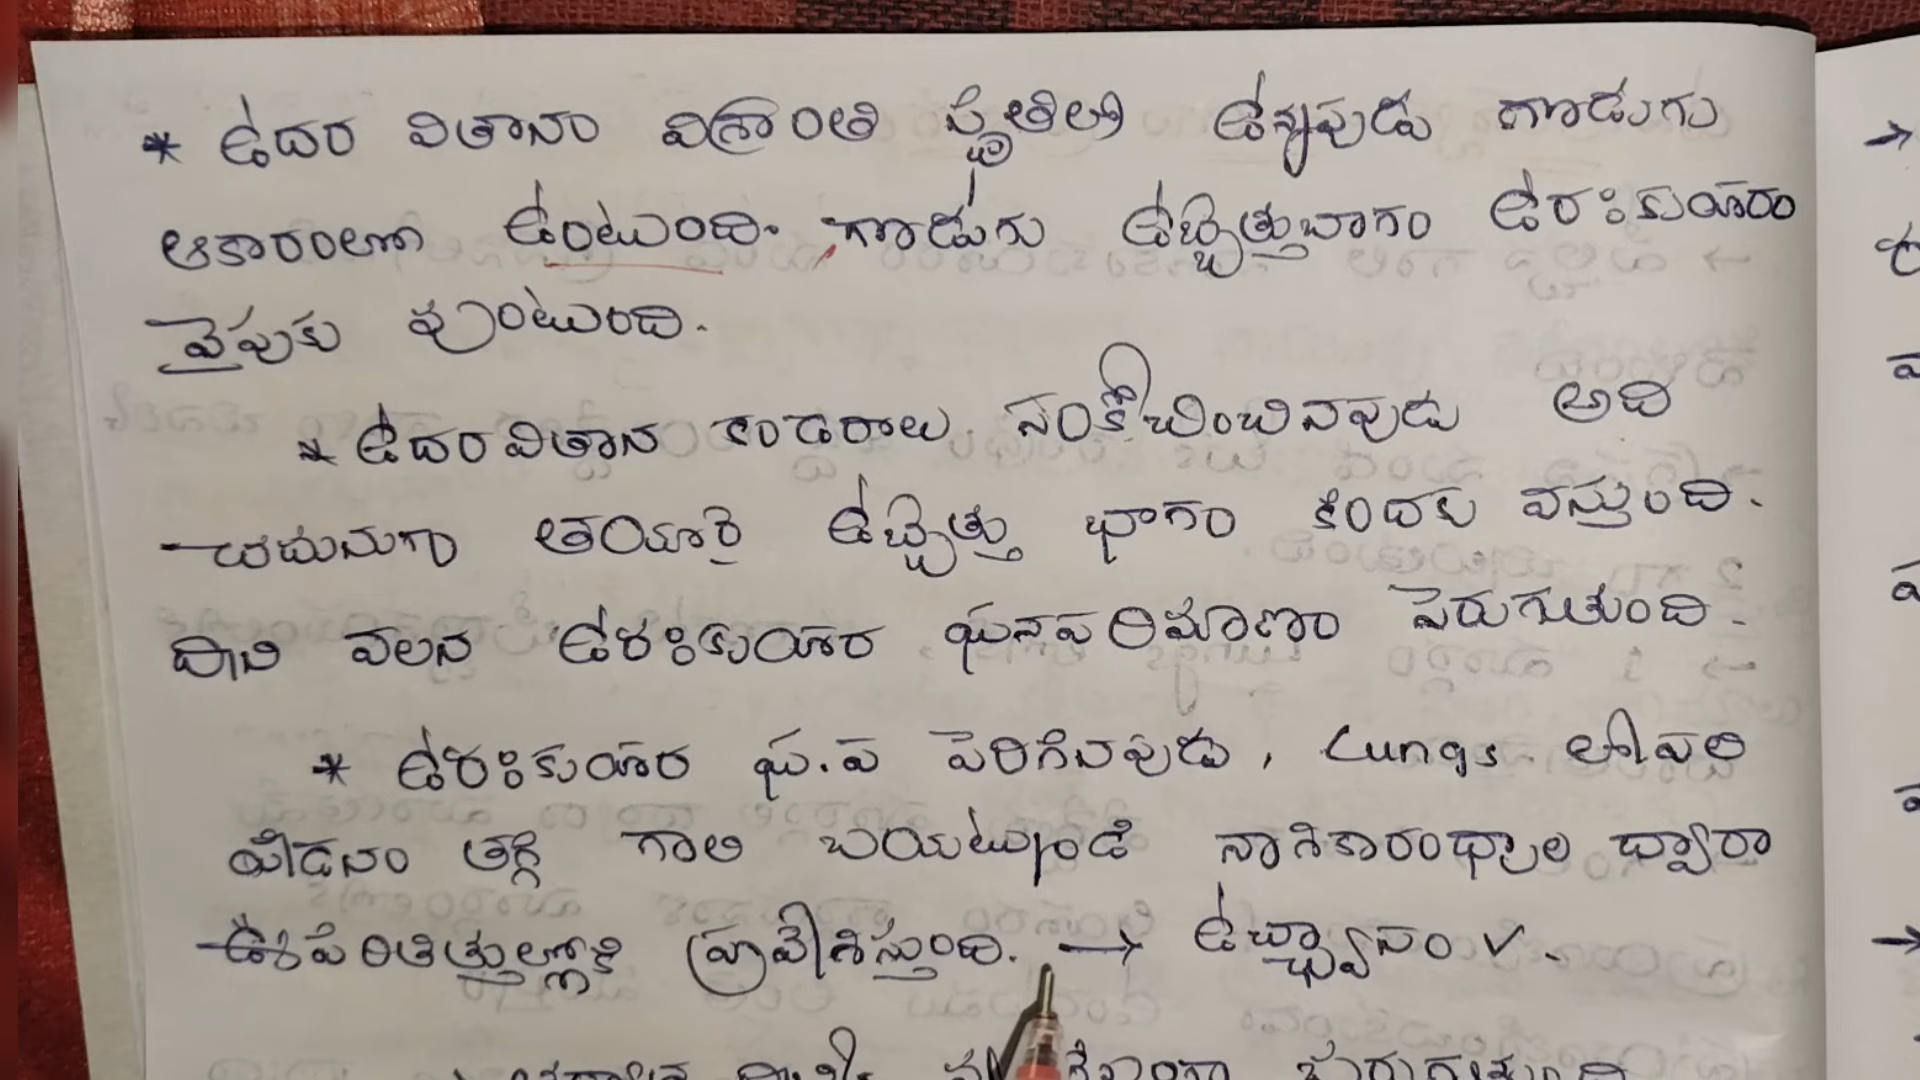 * ఉదర వితానం విశ్రాంతి స్థితిలో ఉన్నపుడు గొడుగు
ఆకారంలో ఉంటుంది. గొడుగు ఉబ్బెత్తుబాగం ఉరఃకుహరం
వైపుకు వుంటుంది.
* ఉదరవితాన కండరాలు సంకోచించినపుడు అది
చదునుగా తయారై ఉబ్బెత్తు భాగం కిందకు వస్తుంది.
దాని వలన ఉరఃకుహర ఘనపరిమాణం పెరుగుతుంది.
* ఉరఃకుహర ఘ.ప పెరిగినపుడు, Lungs లోపలి
పీడనం తగ్గి గాలి బయట్నుండి నాశికారంధ్రాల ద్వారా
ఊపిరితిత్తుల్లోకి ప్రవేశిస్తుంది. → ఉచ్ఛ్వాసం ✓.